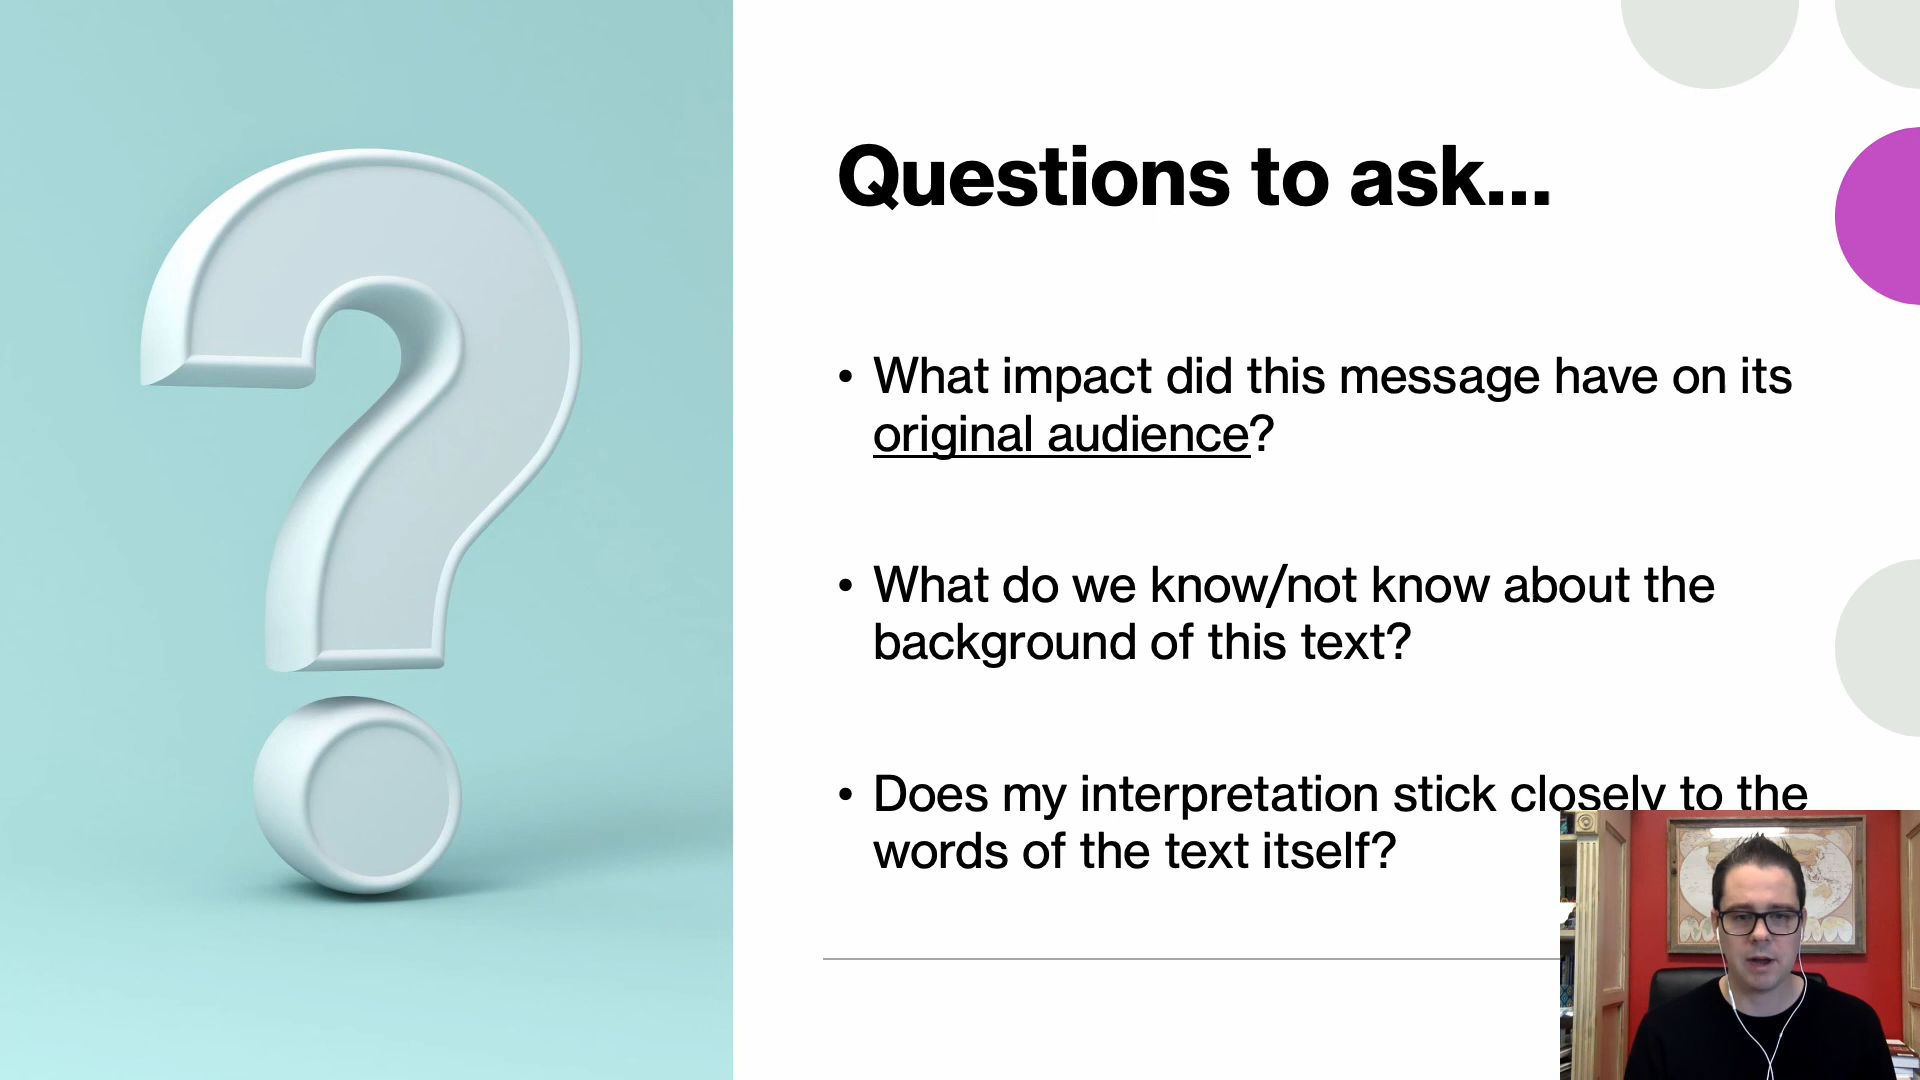 Questions to ask...
• What impact did this message have on its
original audience?
• What do we know/not know about the
background of this text?
• Does my interpretation stick closely to the
words of the text itself?